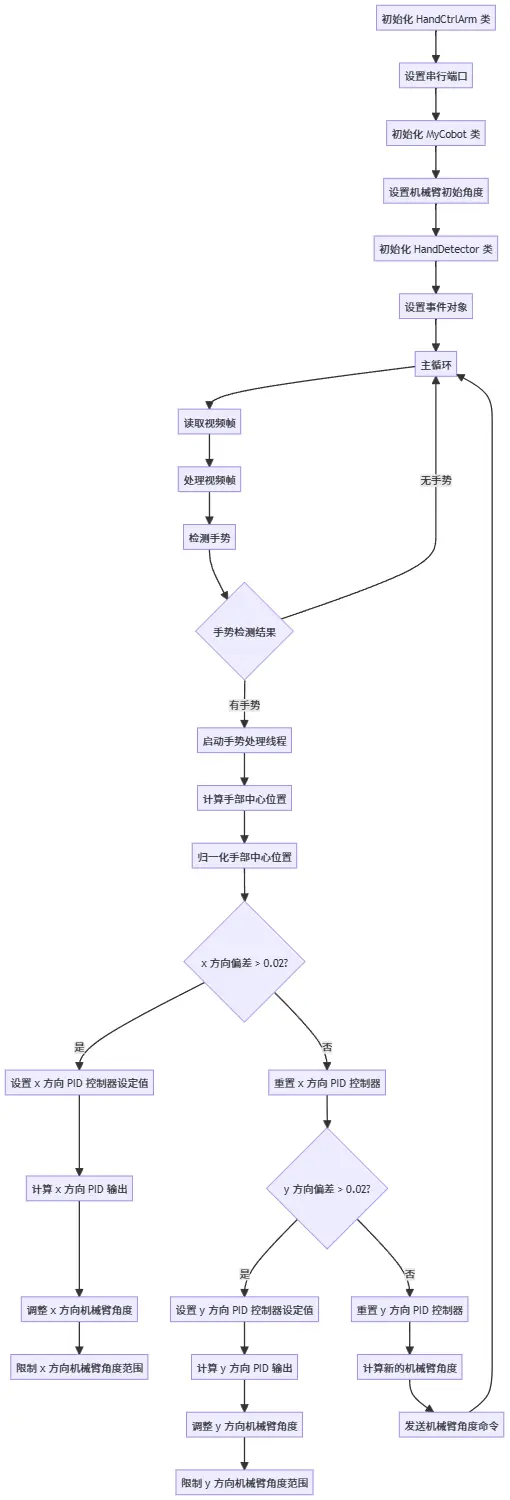 初始化 HandCtrlArm 类
设置串行端口
初始化 MyCobot 类
设置机械臂初始角度
初始化 HandDetector 类
设置事件对象
主循环
读取视频帧
处理视频帧
无手势
检测手势
手势检测结果
有手势
启动手势处理线程
计算手部中心位置
归一化手部中心位置
x 方向偏差 > 0.02?
是
否
设置 x 方向 PID 控制器设定值
重置 x 方向 PID 控制器
计算 x 方向 PID 输出
y 方向偏差 > 0.02?
是
否
调整 x 方向机械臂角度
设置 y 方向 PID 控制器设定值
重置 y 方向 PID 控制器
限制 x 方向机械臂角度范围
计算 y 方向 PID 输出
计算新的机械臂角度
调整 y 方向机械臂角度
发送机械臂角度命令
限制 y 方向机械臂角度范围